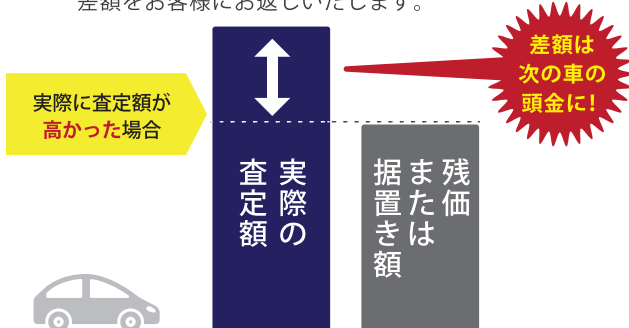 差額をお客様にお返しいたします。
実際に査定額が
高かった場合
差額は
次の車の
頭金に!
実際の
査定額
残価
または
据置き額